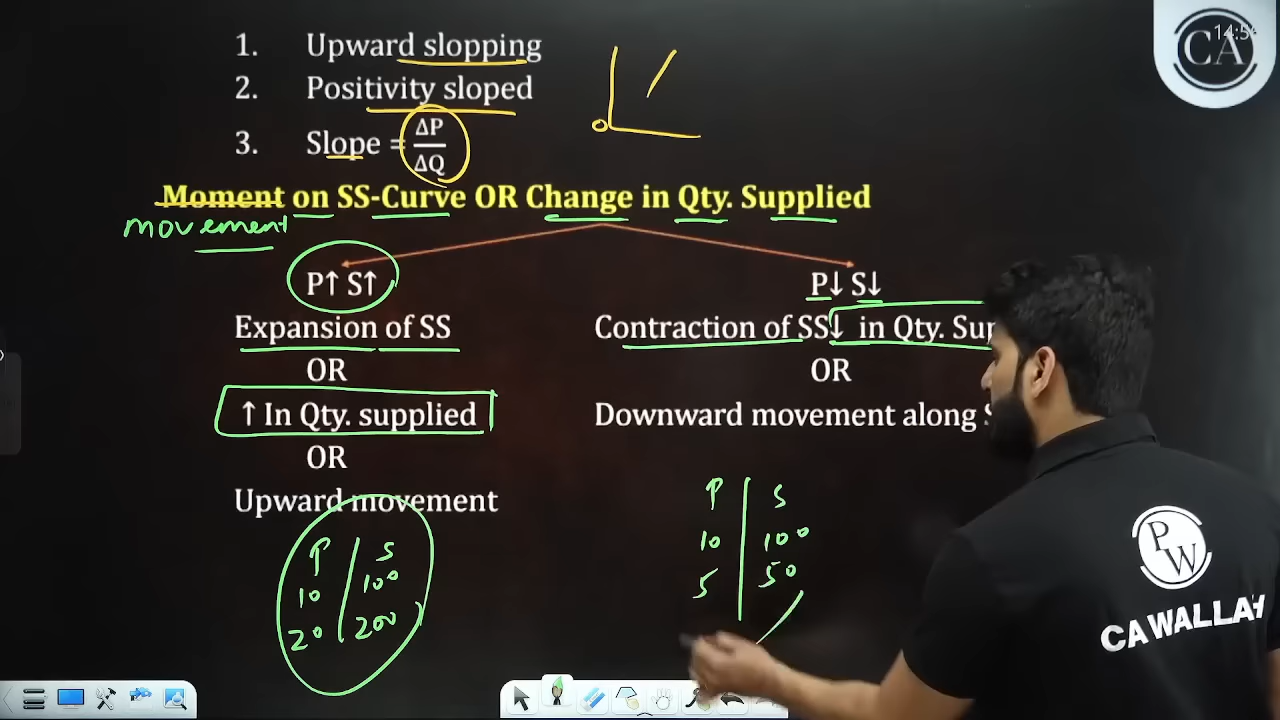 14:5
CA
1. Upward slopping
2. Positivity sloped
3. Slope = ΔP/ΔQ
Moment on SS-Curve OR Change in Qty. Supplied
movement
P↑ S↑
P↓ S↓
Expansion of SS
Contraction of SS↓ in Qty. Sup
OR
OR
↑ In Qty. supplied
Downward movement along S
OR
Upward movement
P S
10 100
20 200
P S
10 100
5 50
PW
CA WALLAH